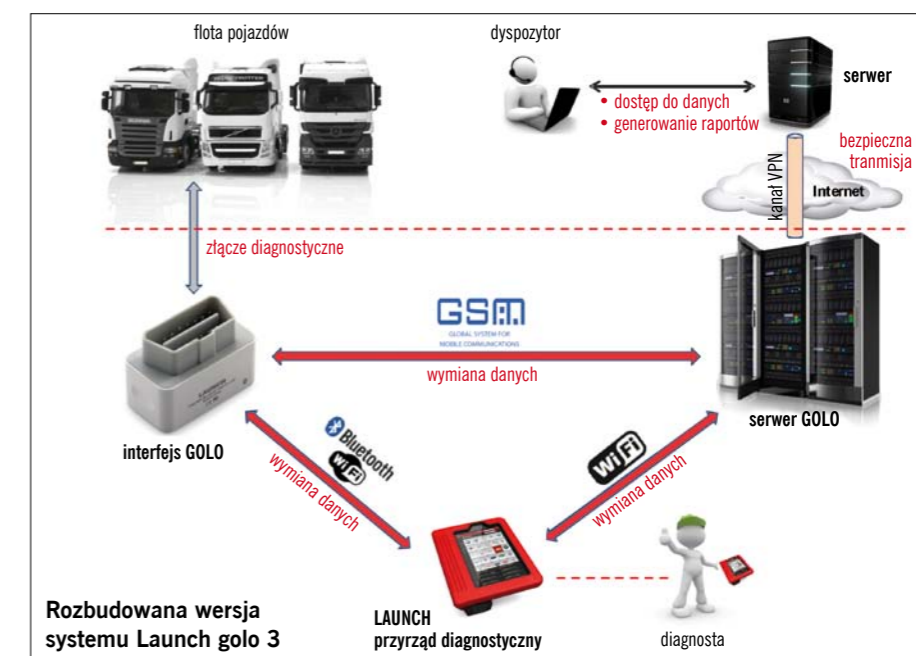 flota pojazdów
dyspozytor
serwer
• dostęp do danych
• generowanie raportów
bezpieczna
tranmisja
kanał VPN
Internet
złącze diagnostyczne
GSM
GLOBAL SYSTEM FOR
MOBILE COMMUNICATIONS
wymiana danych
LAUNCH
interfejs GOLO
serwer GOLO
Bluetooth
WiFi
wymiana danych
WiFi
wymiana danych
LAUNCH
przyrząd diagnostyczny
diagnosta
Rozbudowana wersja
systemu Launch golo 3